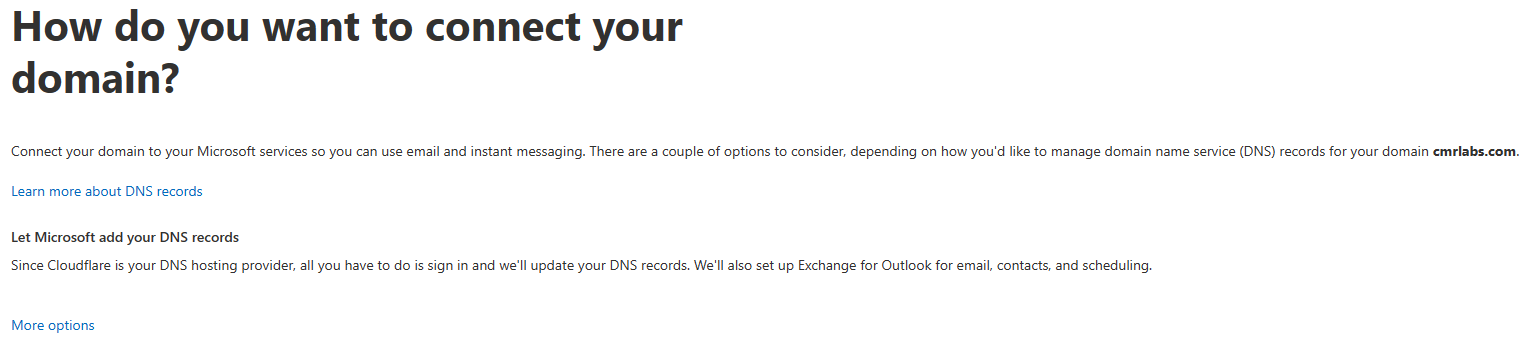 How do you want to connect your
domain?
Connect your domain to your Microsoft services so you can use email and instant messaging. There are a couple of options to consider, depending on how you'd like to manage domain name service (DNS) records for your domain cmrlabs.com.
Learn more about DNS records
Let Microsoft add your DNS records
Since Cloudflare is your DNS hosting provider, all you have to do is sign in and we'll update your DNS records. We'll also set up Exchange for Outlook for email, contacts, and scheduling.
More options